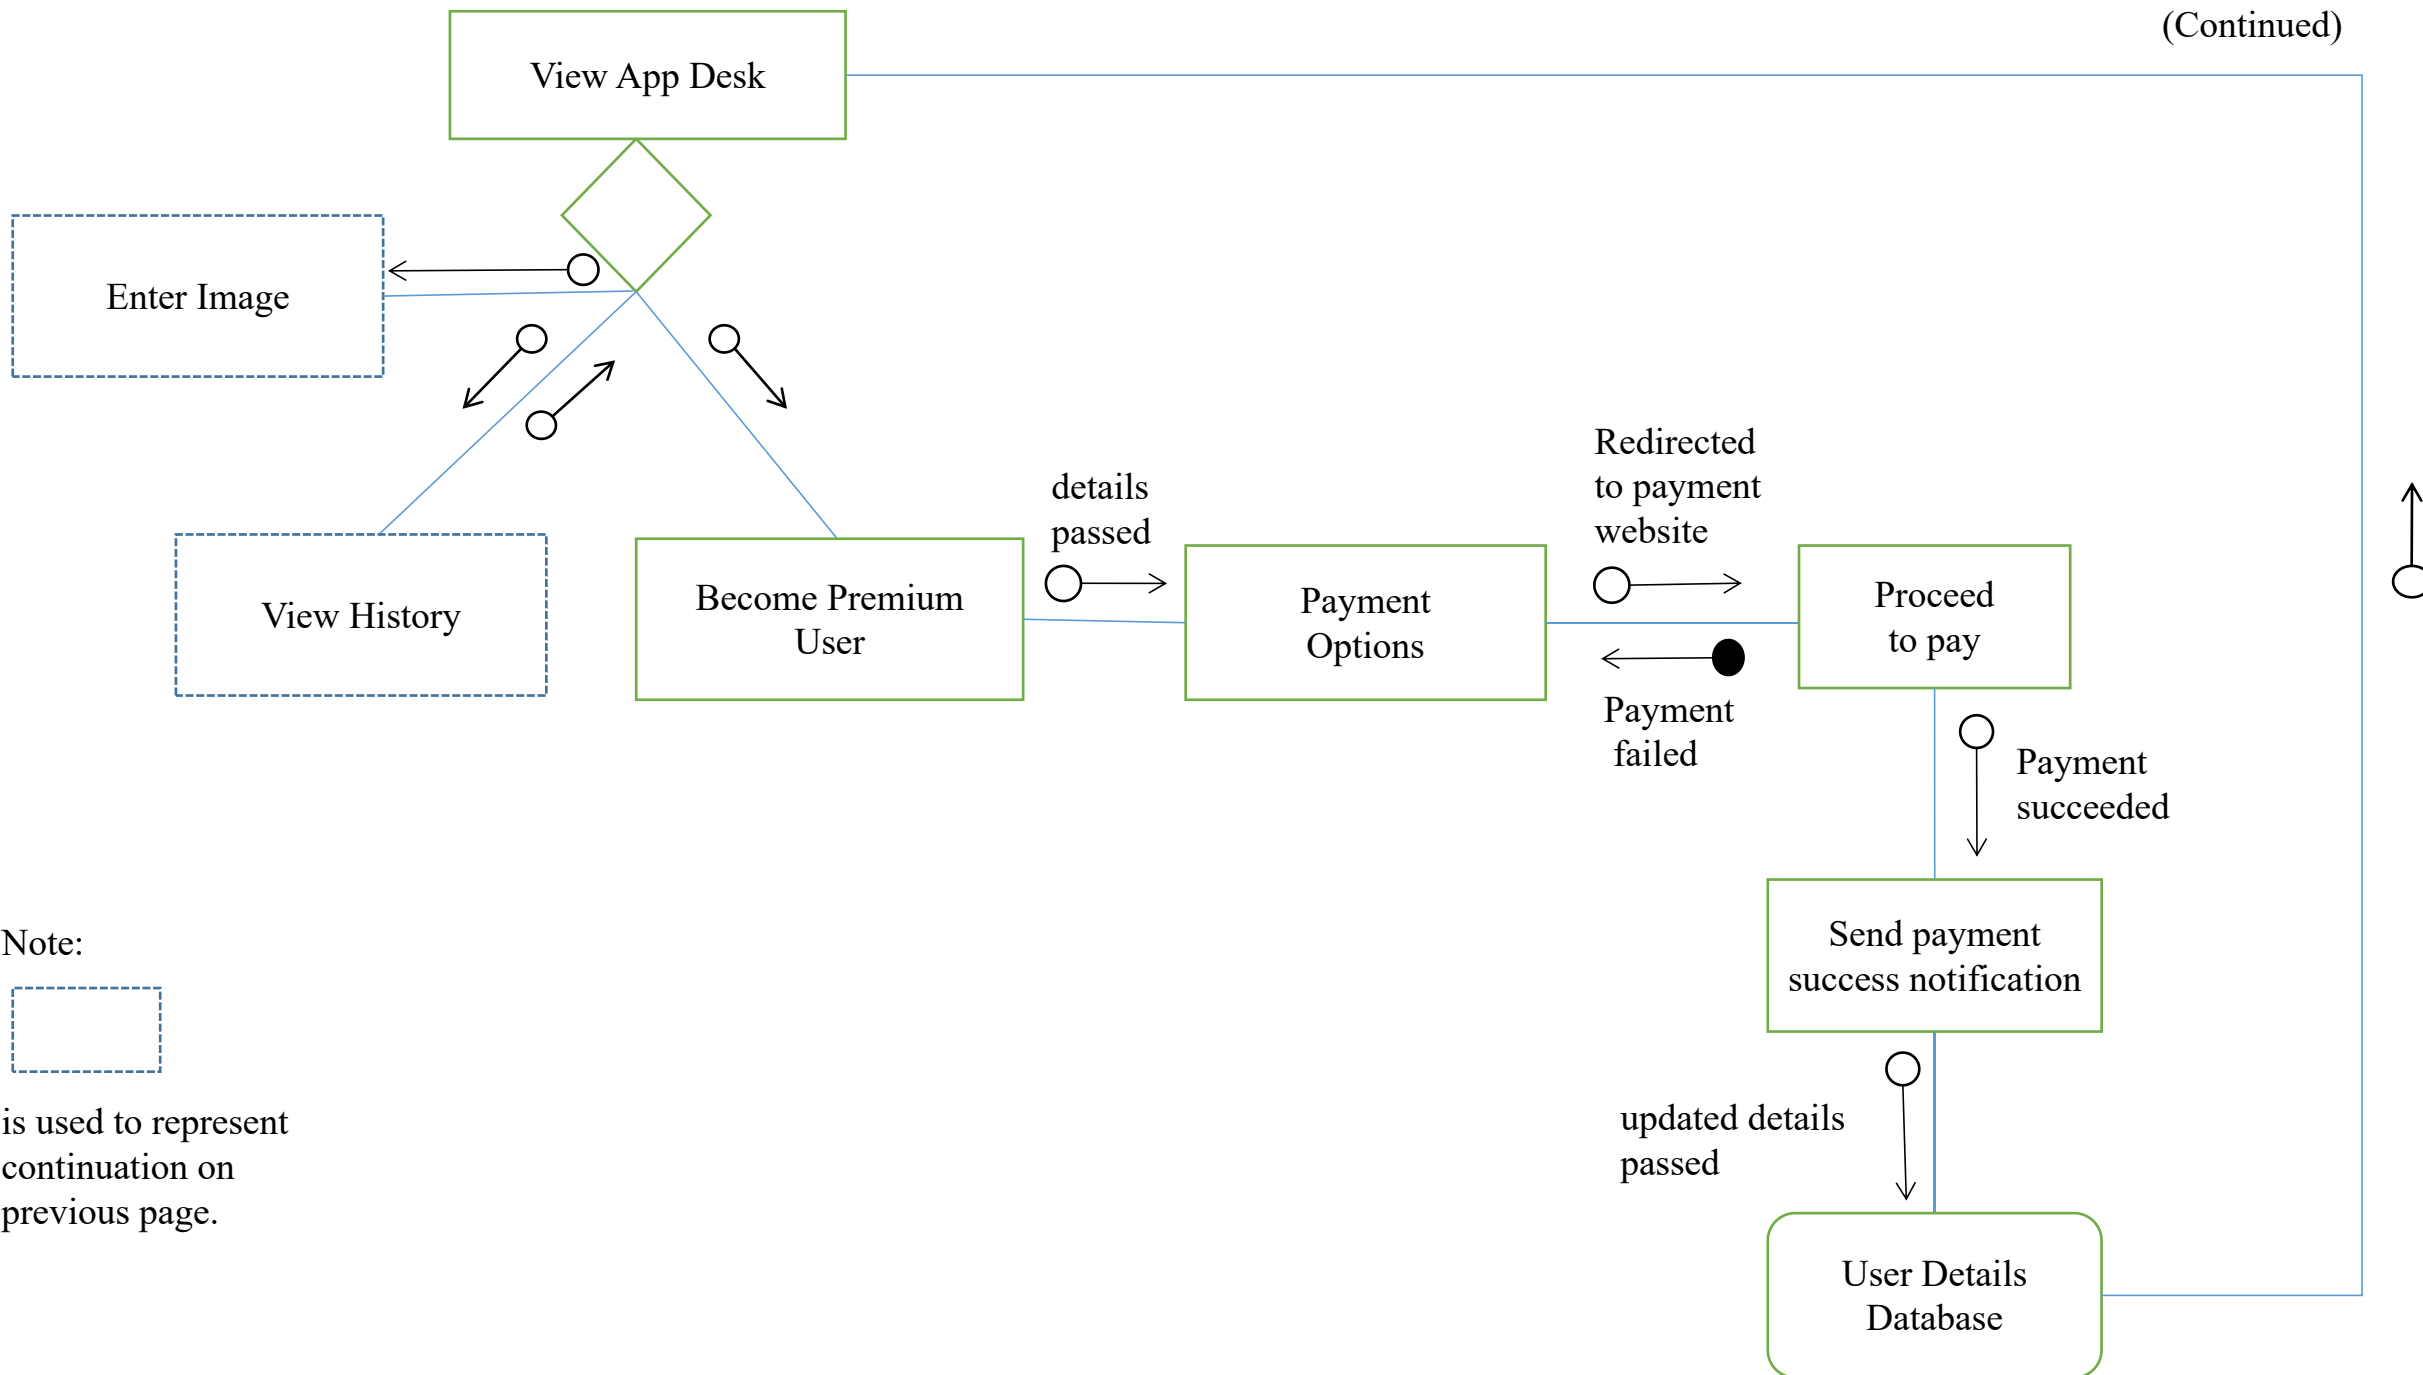 (Continued)
View App Desk
Enter Image
View History
Become Premium
User
details
passed
Payment
Options
Redirected
to payment
website
Payment
failed
Proceed
to pay
Payment
succeeded
Send payment
success notification
updated details
passed
User Details
Database
Note:
is used to represent
continuation on
previous page.